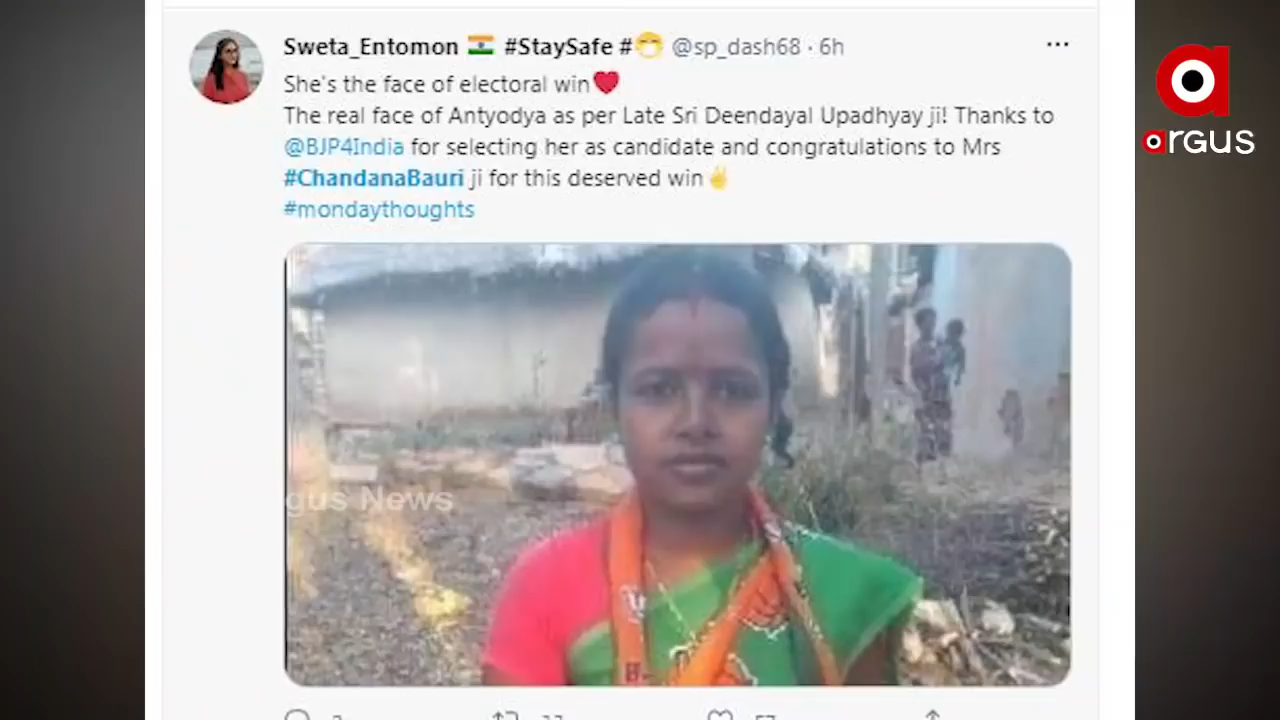 Sweta_Entomon 🇮🇳 #StaySafe #😷 @sp_dash68 · 6h
She's the face of electoral win❤️
The real face of Antyodya as per Late Sri Deendayal Upadhyay ji! Thanks to
@BJP4India for selecting her as candidate and congratulations to Mrs
#ChandanaBauri ji for this deserved win✌️
#mondaythoughts
gus News
argus